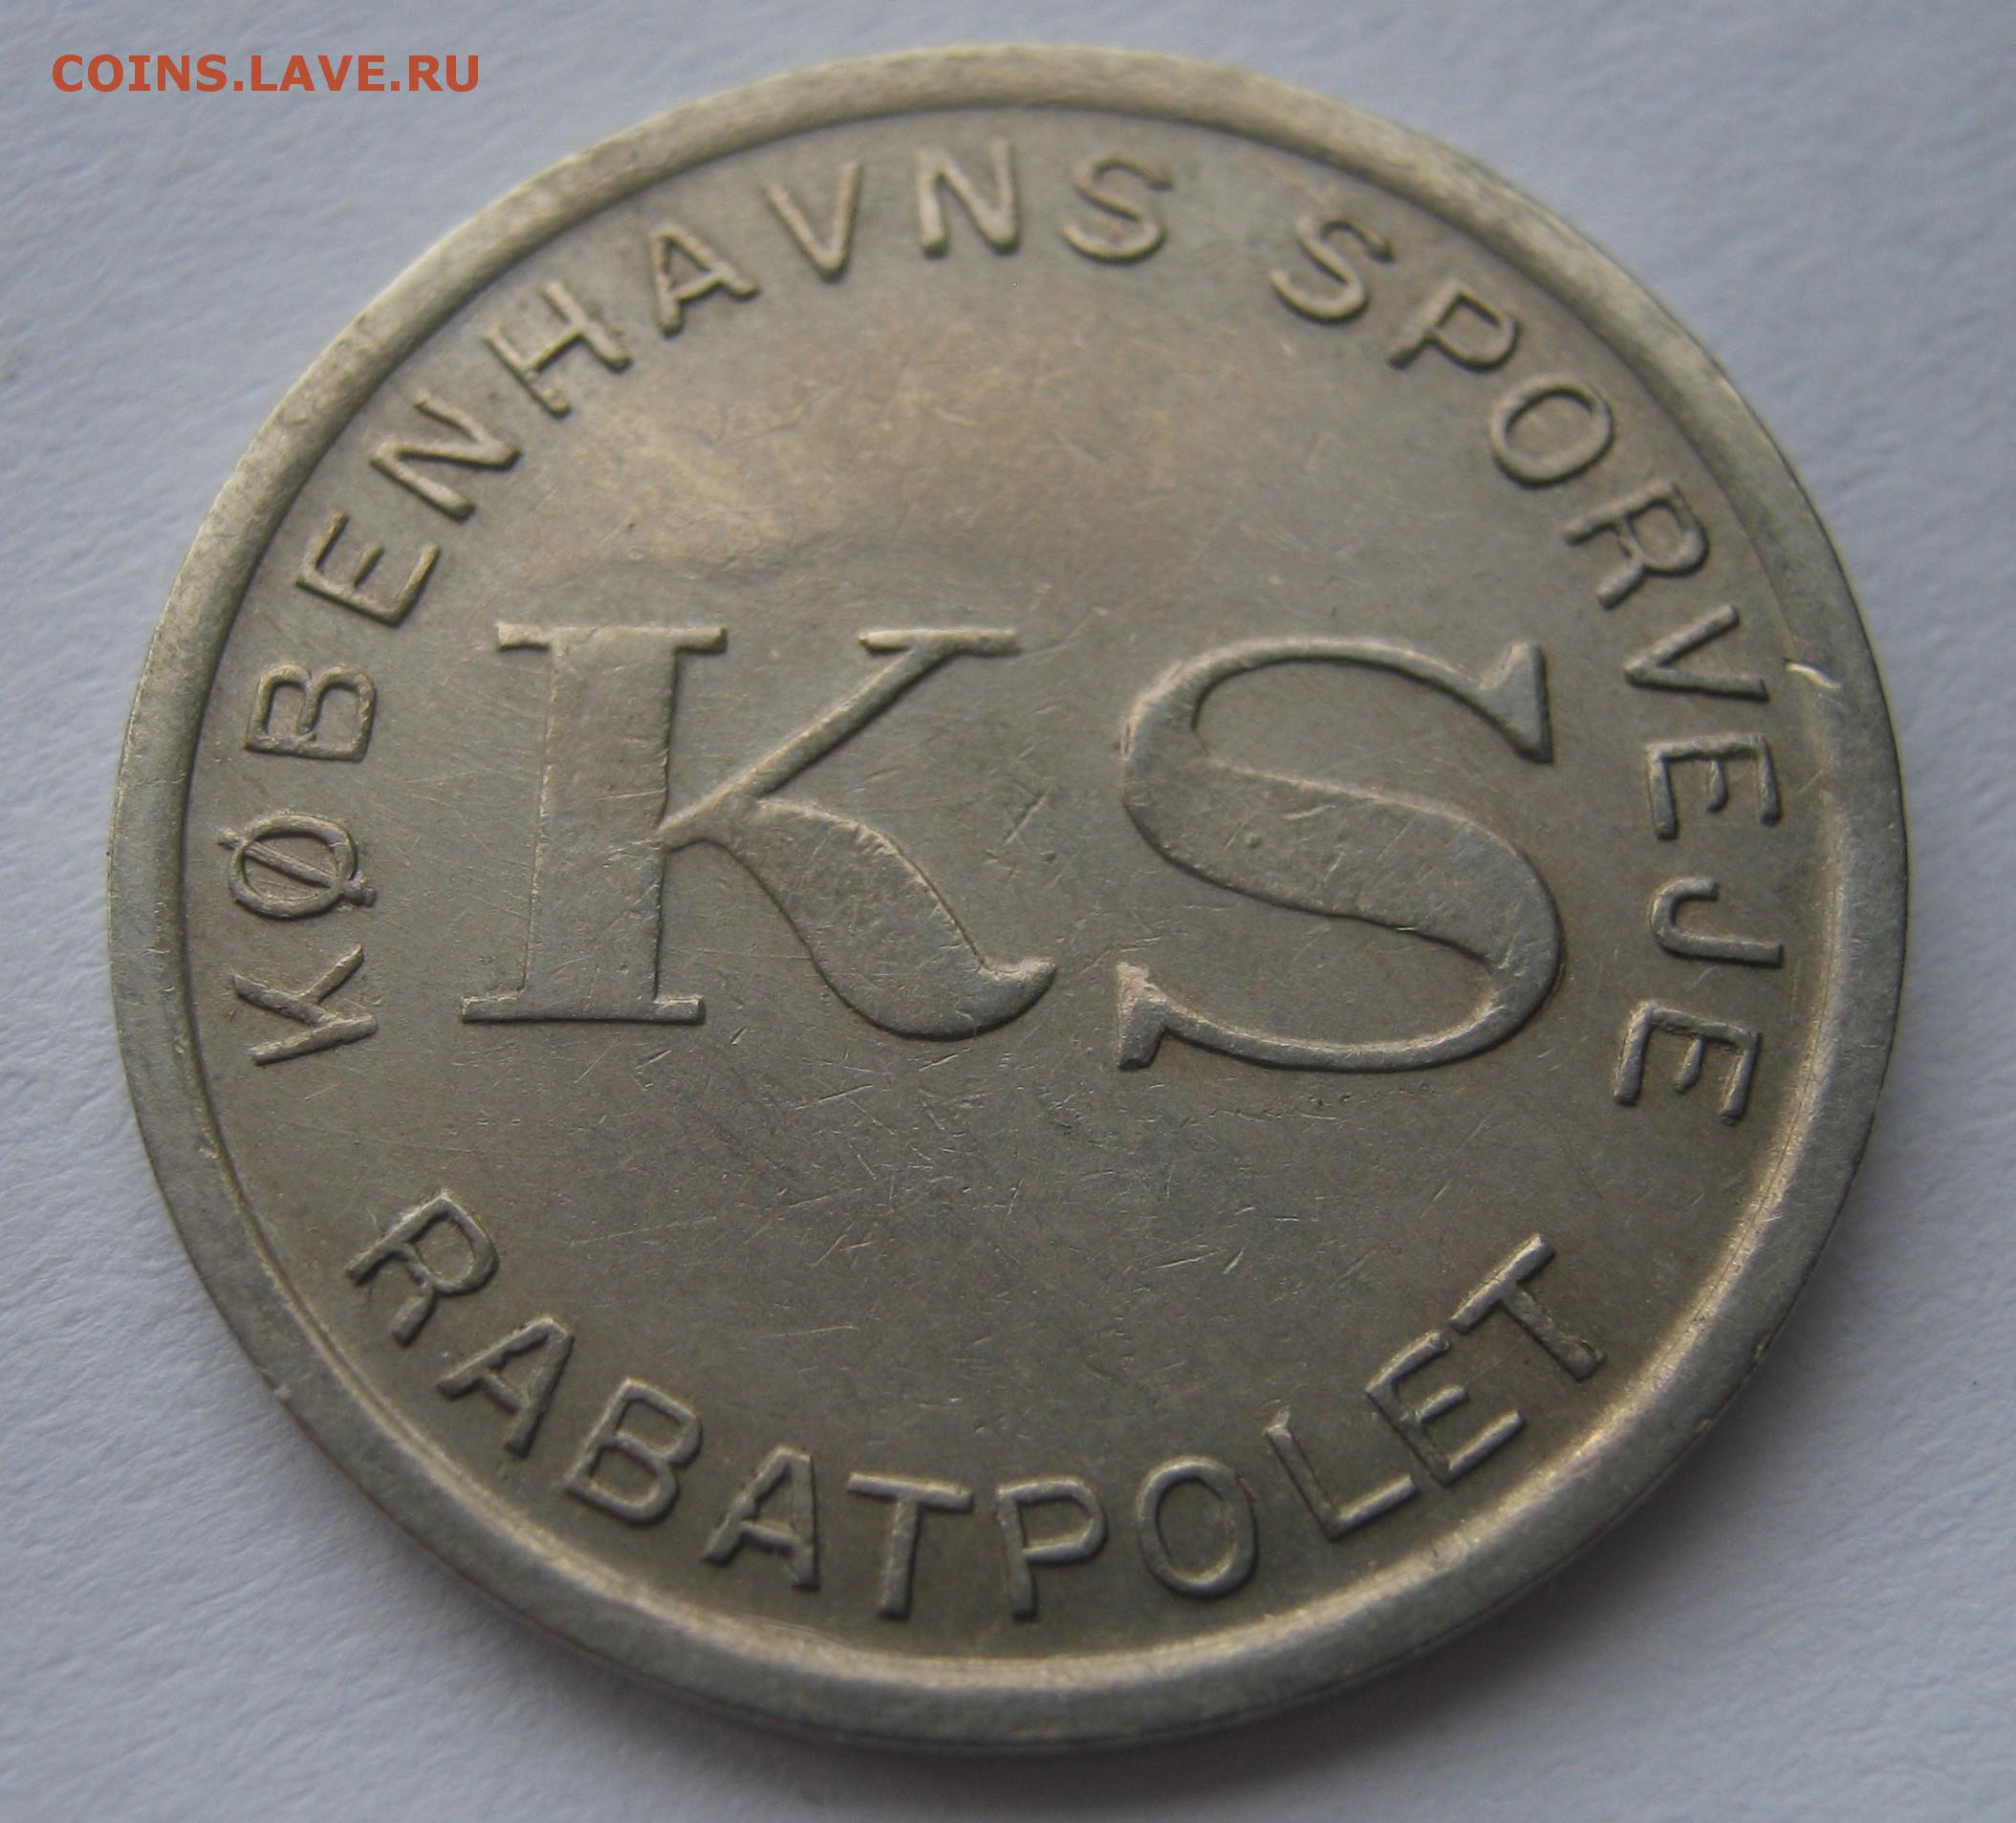 COINS.LAVE.RU
KØBENHAVNS SPORVEJE
KS
RABATPOLET